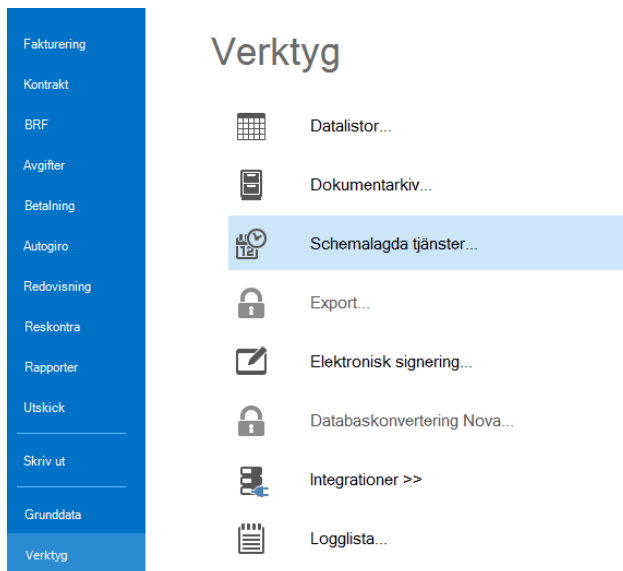 Fakturering
Kontrakt
BRF
Avgifter
Betalning
Autogiro
Redovisning
Reskontra
Rapporter
Utskick
Skriv ut
Grunddata
Verktyg
Verktyg
Datalistor...
Dokumentarkiv...
12
Schemalagda tjänster...
Export...
Elektronisk signering...
Databaskonvertering Nova...
Integrationer >>
Logglista...